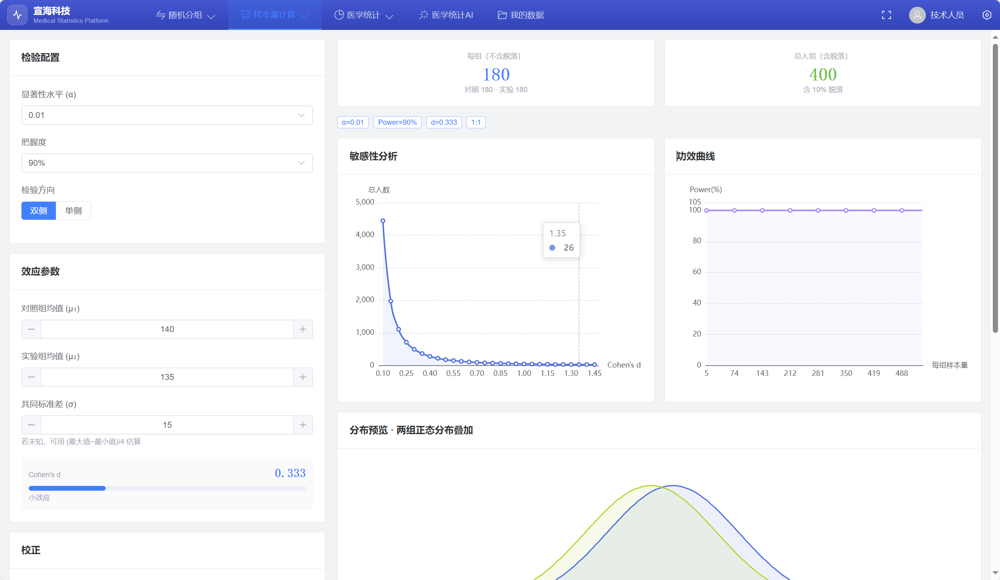 宣海科技
Medical Statistics Platform
随机分组
样本量计算
医学统计
医学统计AI
我的数据
技术人员
检验配置
显著性水平 (α)
0.01
把握度
90%
检验方向
双侧
单侧
效应参数
对照组均值 (μ₁)
140
实验组均值 (μ₂)
135
共同标准差 (σ)
15
若未知，可用 (最大值−最小值)/4 估算
Cohen's d
0.333
小效应
校正
每组（不含脱落）
180
对照 180 · 实验 180
总入组（含脱落）
400
含 10% 脱落
α=0.01
Power=90%
d=0.333
1:1
敏感性分析
总人数
5,000
4,000
3,000
2,000
1,000
0
0.10 0.25 0.40 0.55 0.70 0.85 1.00 1.15 1.30 1.45
Cohen's d
1.35
26
功效曲线
Power(%)
105
100
80
60
40
20
0
5 74 143 212 281 350 419 488
每组样本量
分布预览 · 两组正态分布叠加